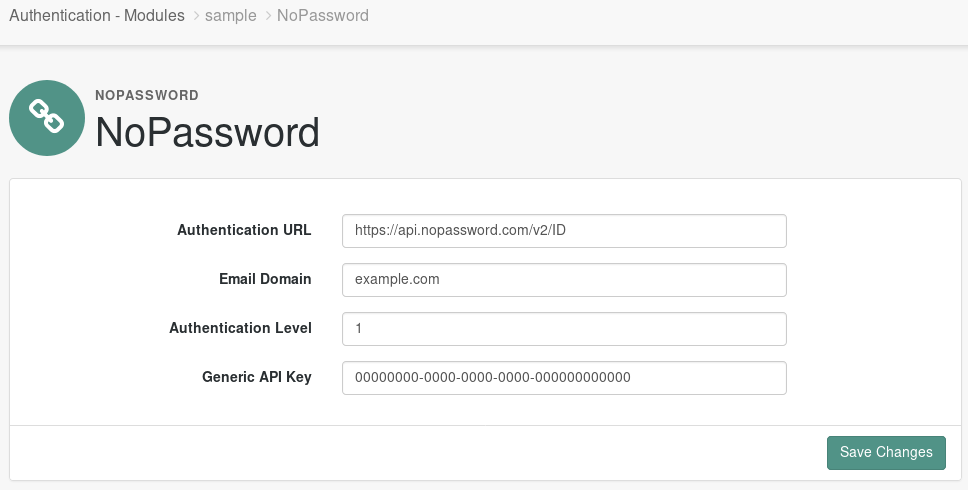 Authentication - Modules > sample > NoPassword
NOPASSWORD
NoPassword
Authentication URL https://api.nopassword.com/v2/ID
Email Domain example.com
Authentication Level 1
Generic API Key 00000000-0000-0000-0000-000000000000
Save Changes